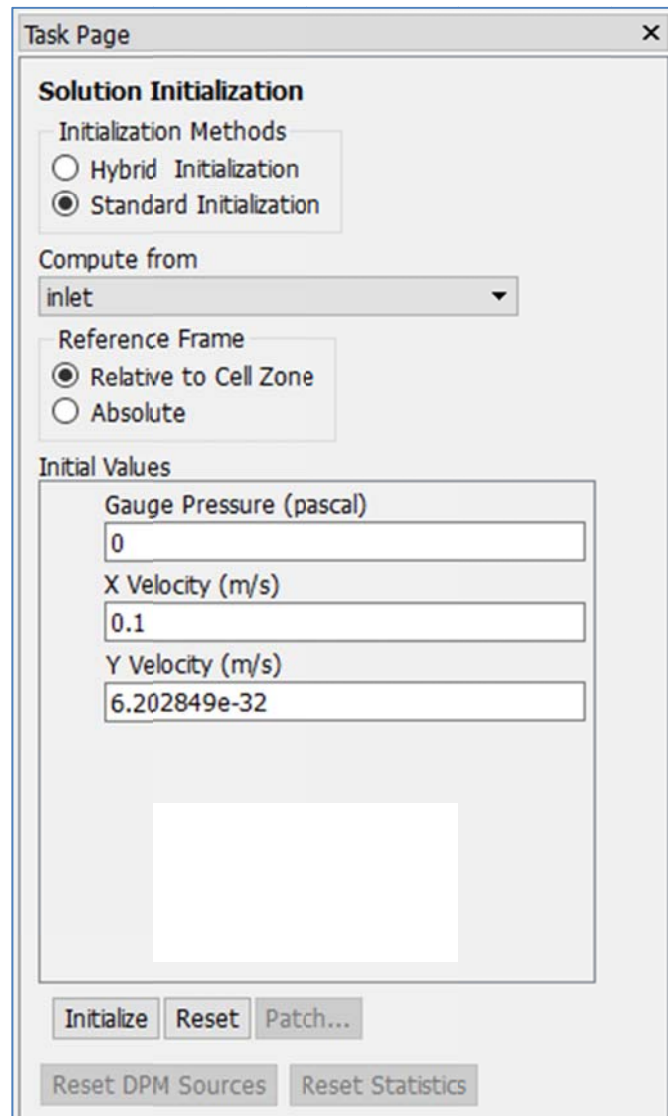 Task Page
Solution Initialization
Initialization Methods
Hybrid Initialization
Standard Initialization
Compute from
inlet
Reference Frame
Relative to Cell Zone
Absolute
Initial Values
Gauge Pressure (pascal)
0
X Velocity (m/s)
0.1
Y Velocity (m/s)
6.202849e-32
Initialize Reset Patch...
Reset DPM Sources Reset Statistics